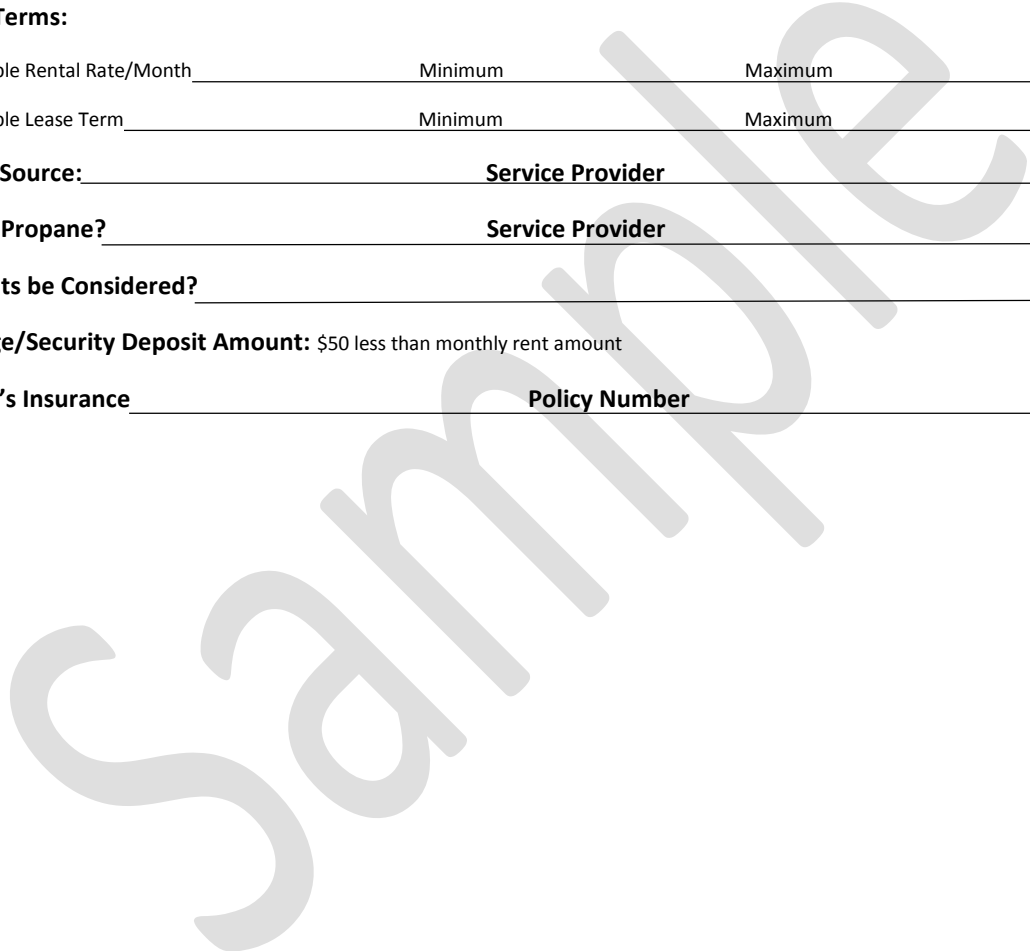 Terms:
ble Rental Rate/Month Minimum Maximum
ble Lease Term Minimum Maximum
Source: Service Provider
Propane? Service Provider
ts be Considered?
ge/Security Deposit Amount: $50 less than monthly rent amount
's Insurance Policy Number
Sample